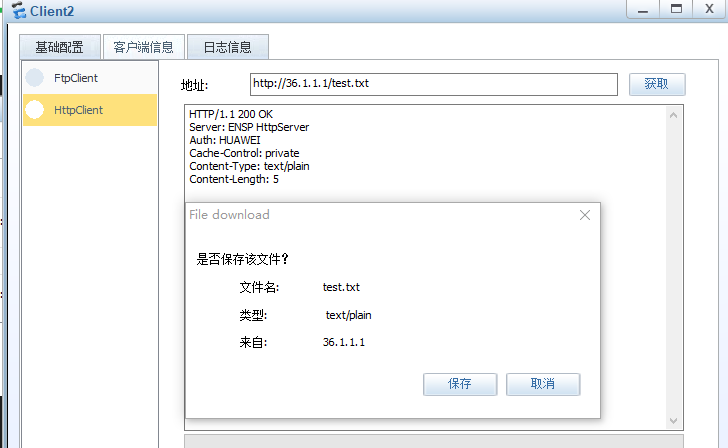 Client2
基础配置 客户端信息 日志信息
FtpClient
HttpClient
地址: http://36.1.1.1/test.txt 获取
HTTP/1.1 200 OK
Server: ENSP HttpServer
Auth: HUAWEI
Cache-Control: private
Content-Type: text/plain
Content-Length: 5
File download
是否保存该文件?
文件名: test.txt
类型: text/plain
来自: 36.1.1.1
保存 取消